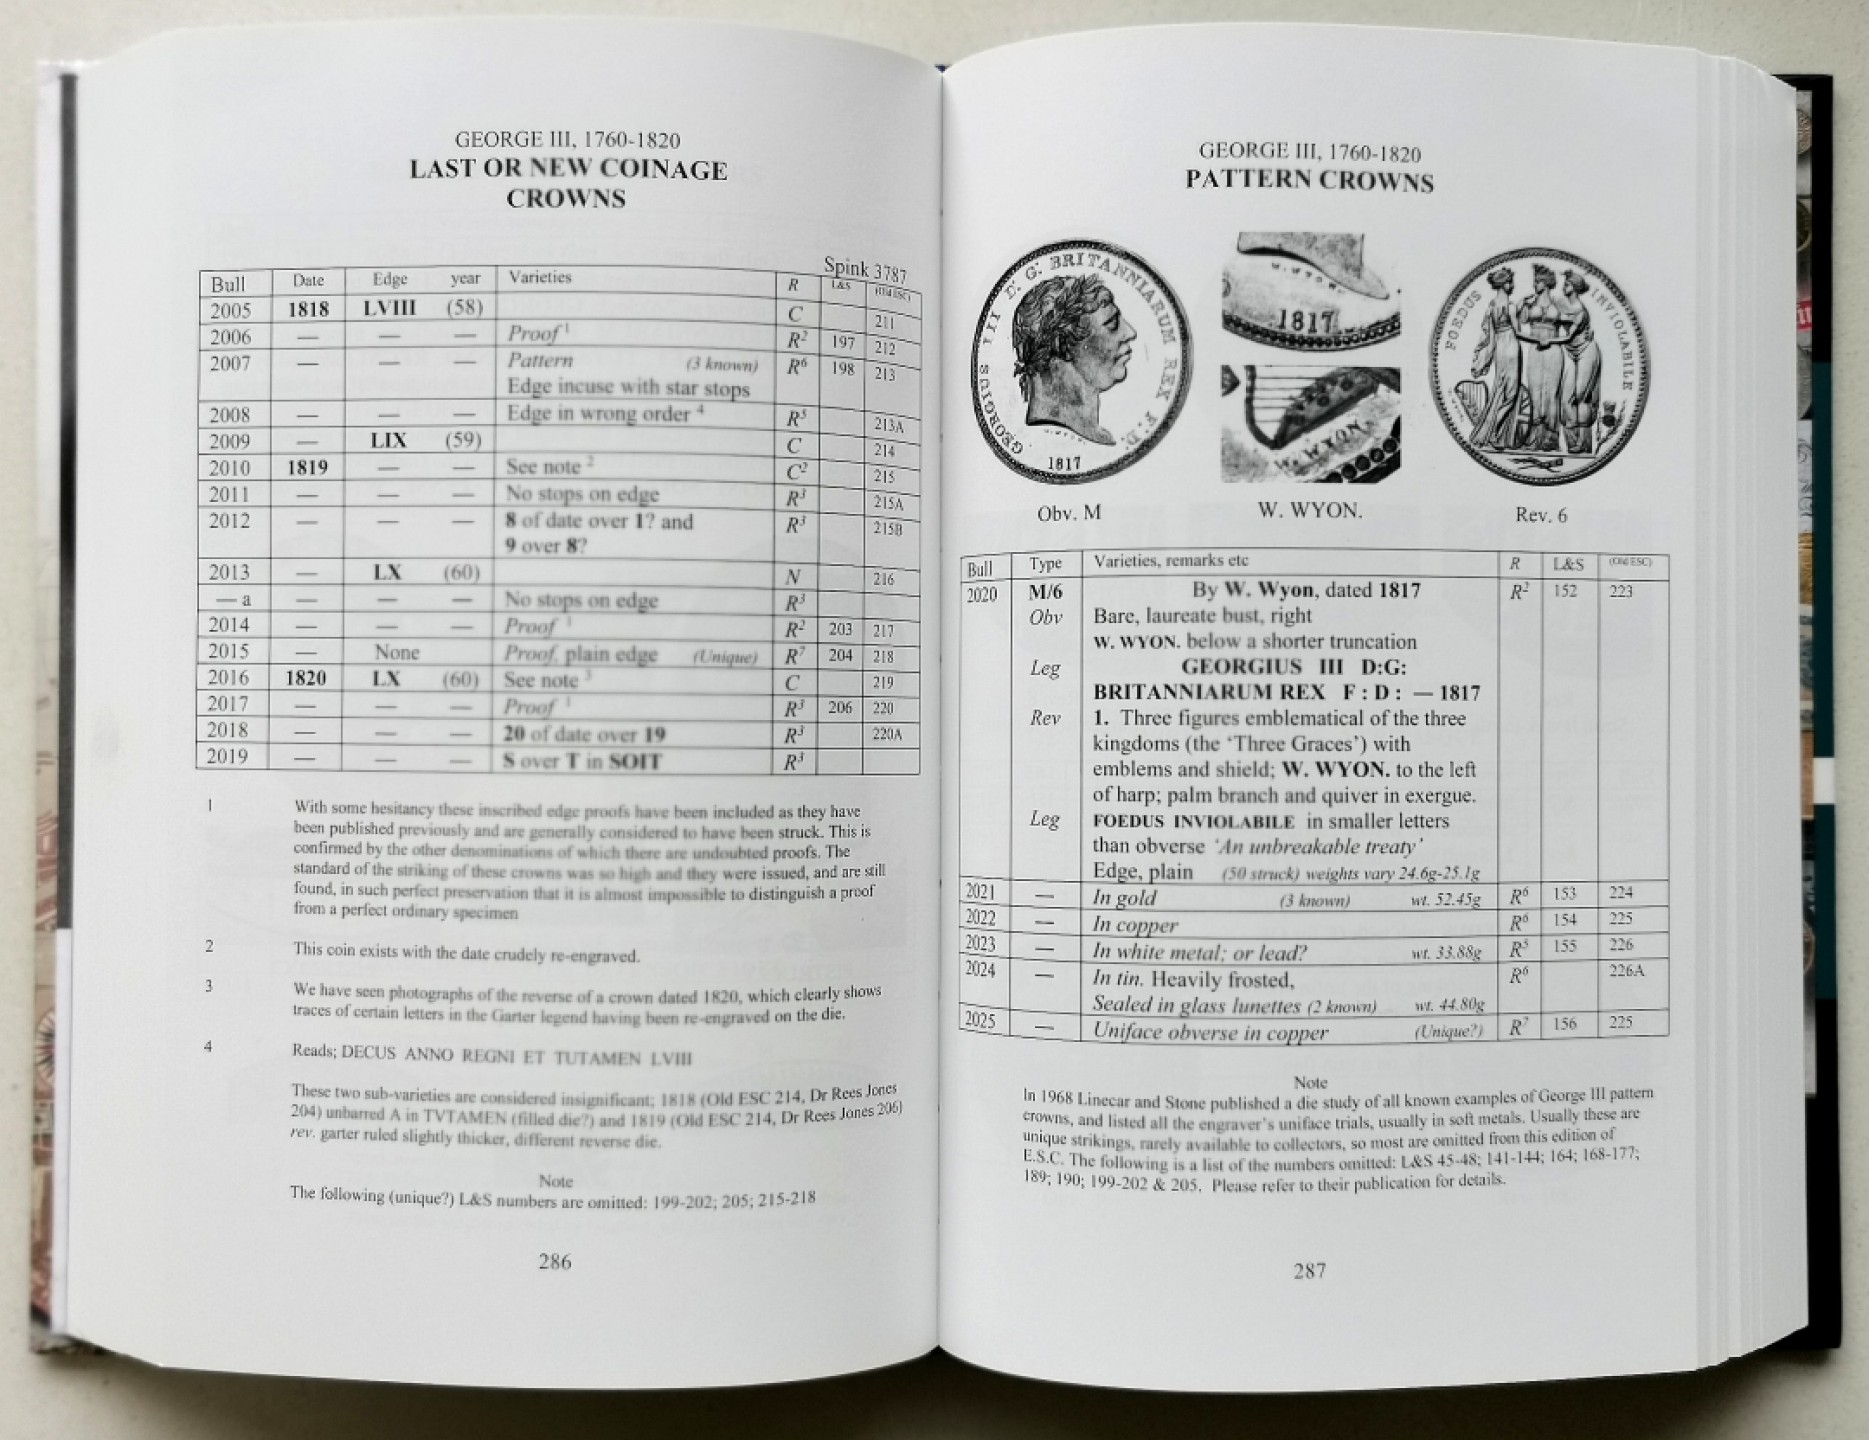 GEORGE III, 1760-1820
LAST OR NEW COINAGE
CROWNS
Spink 3787
Bull Date Edge year Varieties R L&S (Old ESC)
2005 1818 LVIII (58) C 211
2006 — — — Proof 1 R2 197 212
2007 — — — Pattern (3 known) R6 198 213
Edge incuse with star stops
2008 — — — Edge in wrong order 4 R5 213A
2009 — LIX (59) C 214
2010 1819 — — See note 2 C2 215
2011 — — — No stops on edge R3 215A
2012 — — — 8 of date over 1? and R3 215B
9 over 8?
2013 — LX (60) N 216
— a — — — No stops on edge R3
2014 — — — Proof 1 R2 203 217
2015 — None Proof, plain edge (Unique) R7 204 218
2016 1820 LX (60) See note 3 C 219
2017 — — — Proof 1 R3 206 220
2018 — — — 20 of date over 19 R3 220A
2019 — — — S over T in SOIT R3
1 With some hesitancy these inscribed edge proofs have been included as they have
been published previously and are generally considered to have been struck. This is
confirmed by the other denominations of which there are undoubted proofs. The
standard of the striking of these crowns was so high and they were issued, and are still
found, in such perfect preservation that it is almost impossible to distinguish a proof
from a perfect ordinary specimen
2 This coin exists with the date crudely re-engraved.
3 We have seen photographs of the reverse of a crown dated 1820, which clearly shows
traces of certain letters in the Garter legend having been re-engraved on the die.
4 Reads; DECUS ANNO REGNI ET TUTAMEN LVIII
These two sub-varieties are considered insignificant; 1818 (Old ESC 214, Dr Rees Jones
204) unbarred A in TVTAMEN (filled die?) and 1819 (Old ESC 214, Dr Rees Jones 206)
rev. garter ruled slightly thicker, different reverse die.
Note
The following (unique?) L&S numbers are omitted: 199-202; 205; 215-218
286
GEORGE III, 1760-1820
PATTERN CROWNS
GEORGIUS III D: G: BRITANNIARUM REX F: D:
1817
W. WYON.
1817
W. WYON
FOEDUS INVIOLABILE
Obv. M W. WYON. Rev. 6
Bull Type Varieties, remarks etc R L&S (Old ESC)
2020 M/6 By W. Wyon, dated 1817 R2 152 223
Obv Bare, laureate bust, right
W. WYON. below a shorter truncation
Leg GEORGIUS III D:G:
BRITANNIARUM REX F : D : — 1817
Rev 1. Three figures emblematical of the three
kingdoms (the ‘Three Graces’) with
emblems and shield; W. WYON. to the left
of harp; palm branch and quiver in exergue.
Leg FOEDUS INVIOLABILE in smaller letters
than obverse ‘An unbreakable treaty’
Edge, plain (50 struck) weights vary 24.6g-25.1g
2021 — In gold (3 known) wt. 52.45g R6 153 224
2022 — In copper R6 154 225
2023 — In white metal; or lead? wt. 33.88g R5 155 226
2024 — In tin. Heavily frosted, R6 226A
Sealed in glass lunettes (2 known) wt. 44.80g
2025 — Uniface obverse in copper (Unique?) R7 156 225
Note
In 1968 Linecar and Stone published a die study of all known examples of George III pattern
crowns, and listed all the engraver's uniface trials, usually in soft metals. Usually these are
unique strikings, rarely available to collectors, so most are omitted from this edition of
E.S.C. The following is a list of the numbers omitted: L&S 45-48; 141-144; 164; 168-177;
189; 190; 199-202 & 205. Please refer to their publication for details.
287